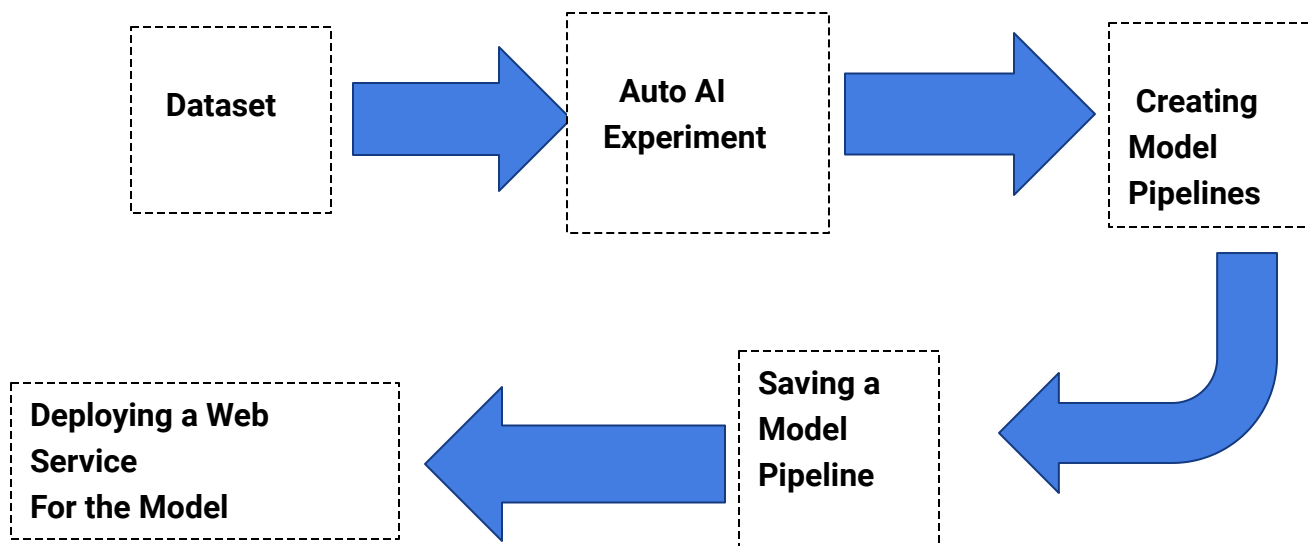 Dataset
Auto AI
Experiment
Creating
Model
Pipelines
Saving a
Model
Pipeline
Deploying a Web
Service
For the Model